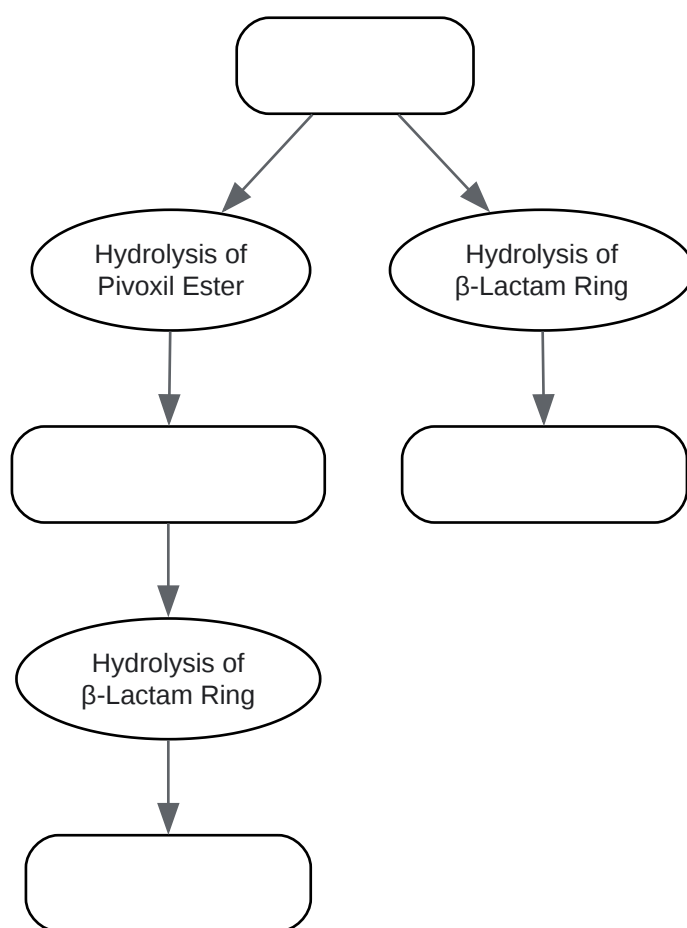 Hydrolysis of
Pivoxil Ester
Hydrolysis of
β-Lactam Ring
Hydrolysis of
β-Lactam Ring